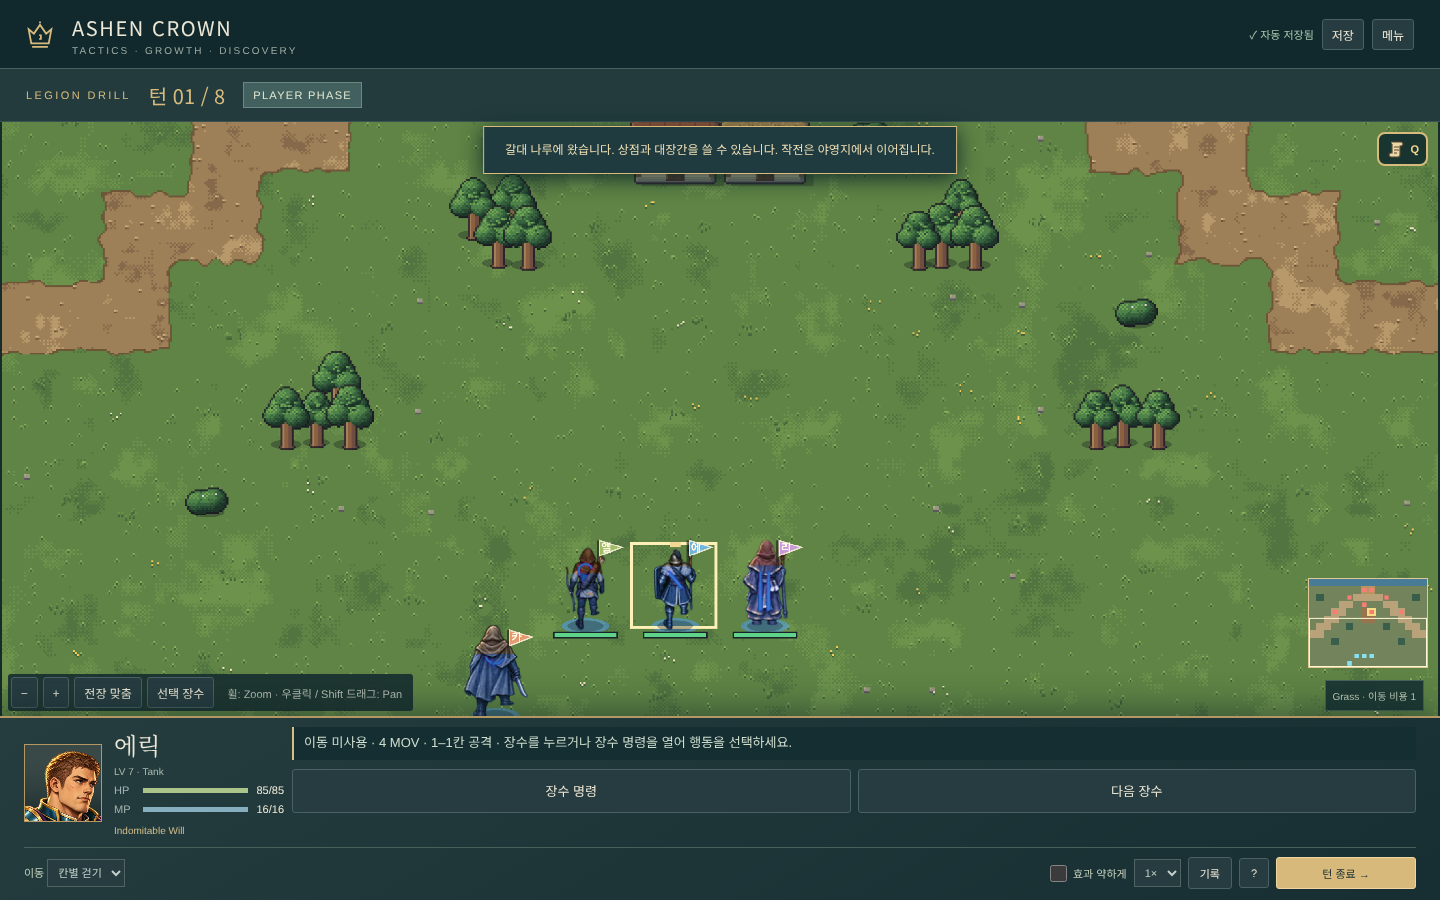 ASHEN CROWN
TACTICS · GROWTH · DISCOVERY
✓ 자동 저장됨
저장
메뉴
LEGION DRILL
턴 01 / 8
PLAYER PHASE
갈대 나루에 왔습니다. 상점과 대장간을 쓸 수 있습니다. 작전은 야영지에서 이어집니다.
Q
에
카
−
+
전장 맞춤
선택 장수
휠: Zoom · 우클릭 / Shift 드래그: Pan
Grass · 이동 비용 1
에릭
LV 7 · Tank
HP 85/85
MP 16/16
Indomitable Will
이동 미사용 · 4 MOV · 1–1칸 공격 · 장수를 누르거나 장수 명령을 열어 행동을 선택하세요.
장수 명령
다음 장수
이동
칸별 걷기
효과 약하게
1×
기록
?
턴 종료 →